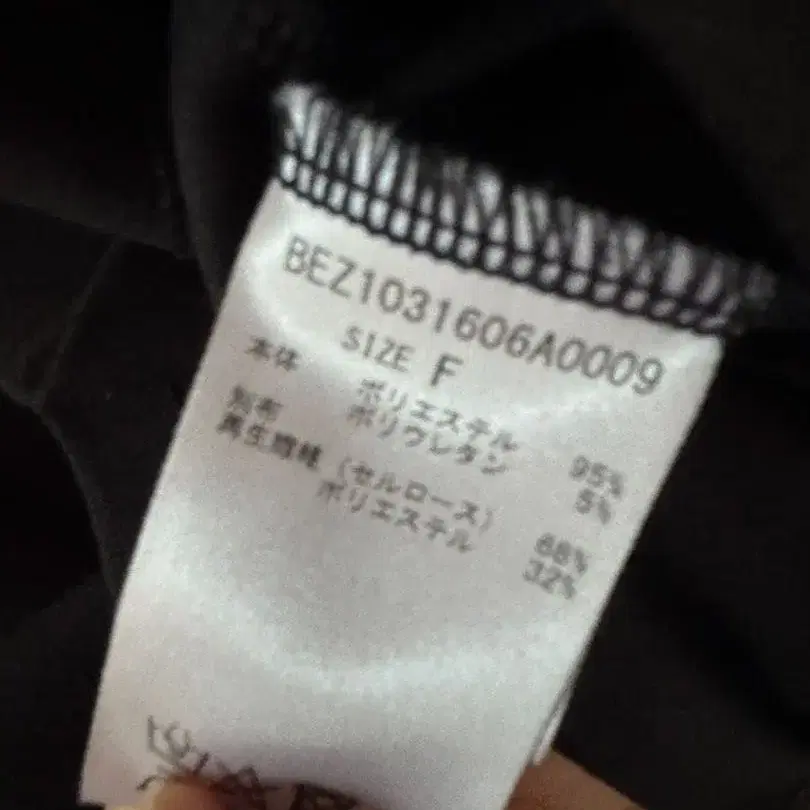 BEZ1031606A0009
SIZE F
本体 ポリエステル 95%
ポリウレタン 5%
別布
再生繊維 (セルロース) 68%
ポリエステル 32%